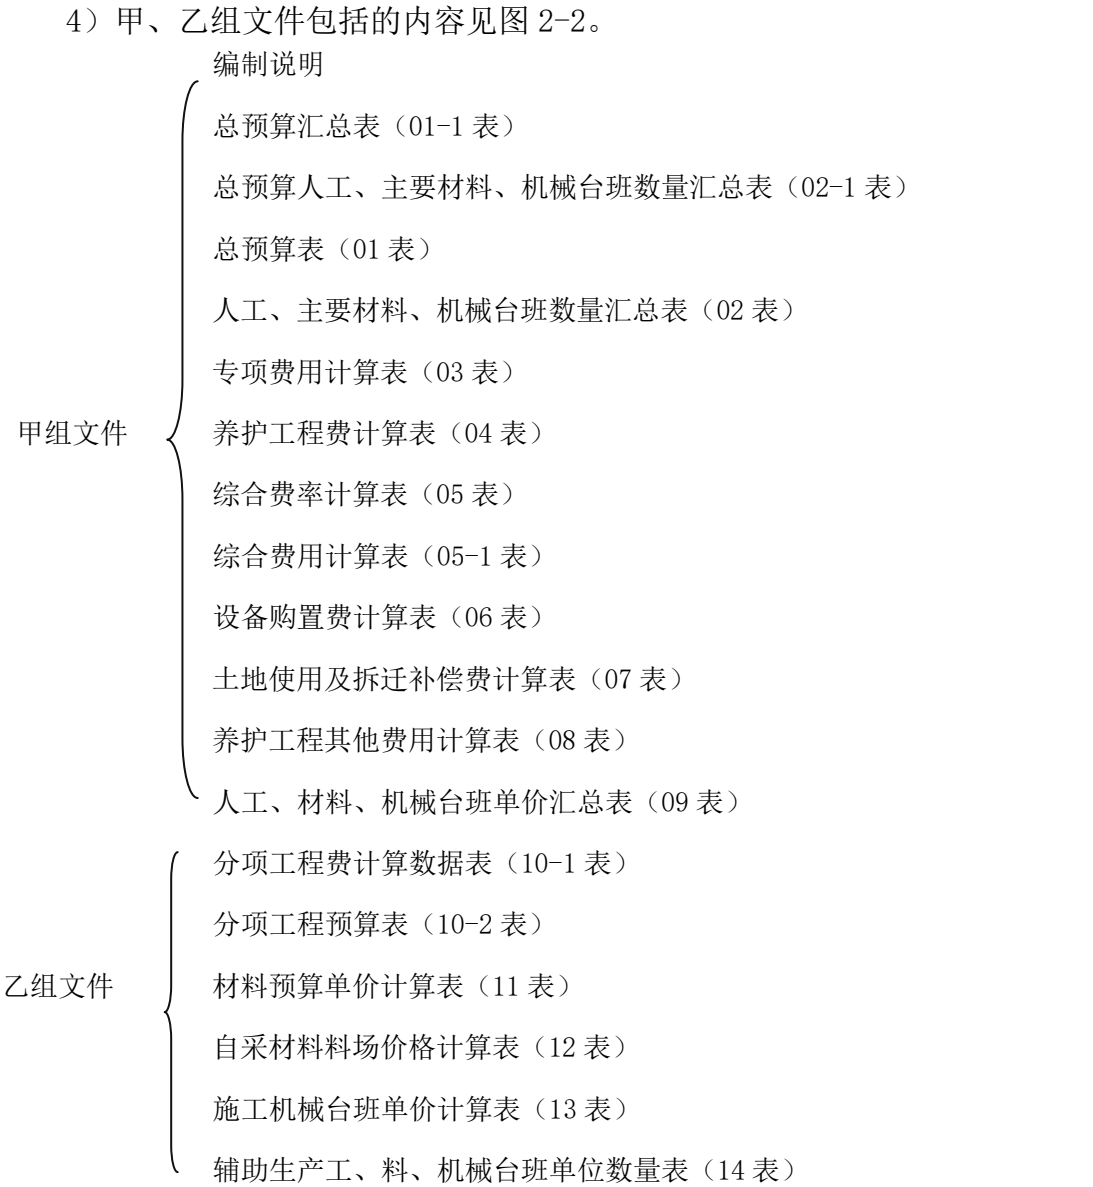 4）甲、乙组文件包括的内容见图 2-2。
编制说明
总预算汇总表（01-1 表）
总预算人工、主要材料、机械台班数量汇总表（02-1 表）
总预算表（01 表）
人工、主要材料、机械台班数量汇总表（02 表）
专项费用计算表（03 表）
甲组文件
养护工程费计算表（04 表）
综合费率计算表（05 表）
综合费用计算表（05-1 表）
设备购置费计算表（06 表）
土地使用及拆迁补偿费计算表（07 表）
养护工程其他费用计算表（08 表）
人工、材料、机械台班单价汇总表（09 表）
分项工程费计算数据表（10-1 表）
分项工程预算表（10-2 表）
乙组文件
材料预算单价计算表（11 表）
自采材料料场价格计算表（12 表）
施工机械台班单价计算表（13 表）
辅助生产工、料、机械台班单位数量表（14 表）